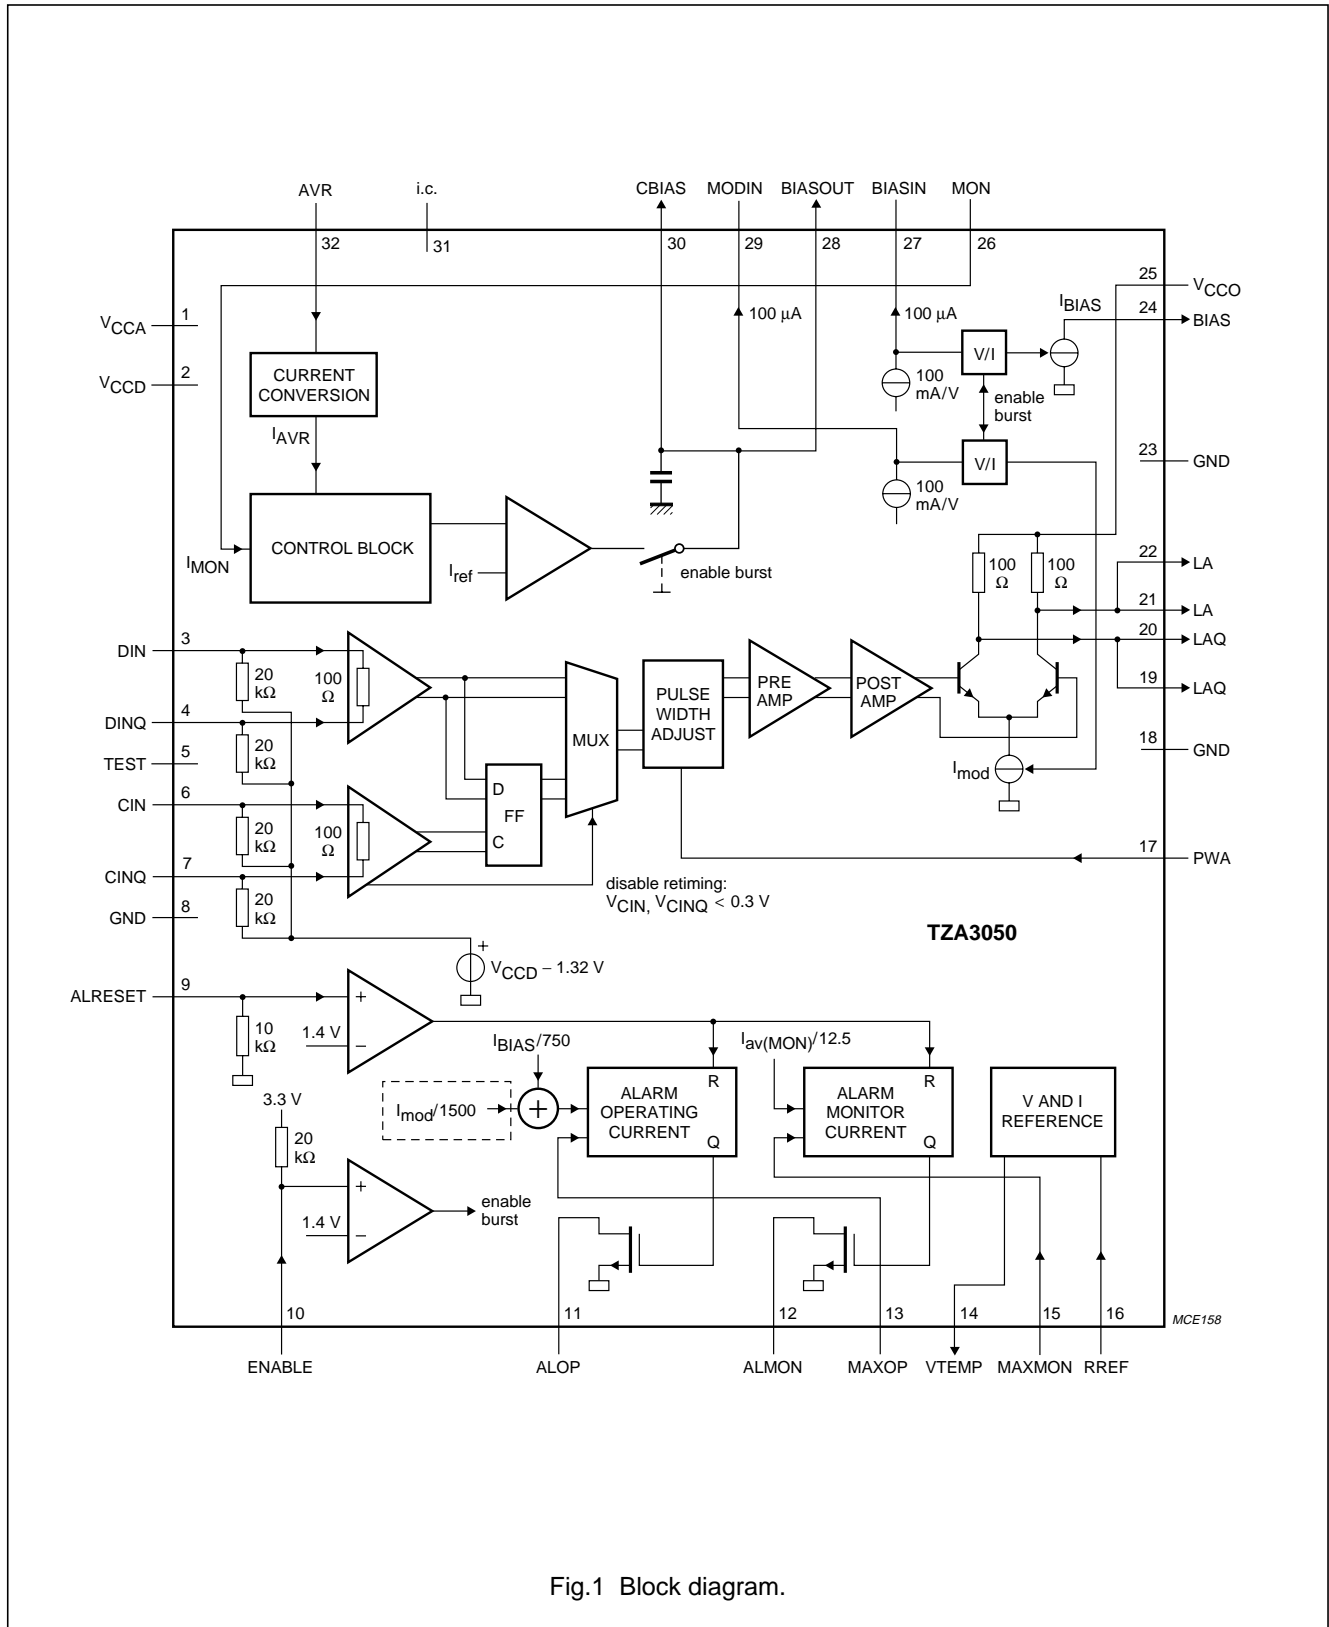 AVR i.c. CBIAS MODIN BIASOUT BIASIN MON
32 31 30 29 28 27 26
25 VCCO
IBIAS 24 BIAS
VCCA 1
100 μA 100 μA
V/I
VCCD 2
CURRENT
CONVERSION
100
mA/V
enable
burst
IAVR
V/I
23 GND
100
mA/V
CONTROL BLOCK
IMON
Iref
enable burst
100
Ω
100
Ω
22 LA
21 LA
20 LAQ
19 LAQ
18 GND
DIN 3
20
kΩ
100
Ω
DINQ 4
20
kΩ
TEST 5
MUX
PULSE
WIDTH
ADJUST
PRE
AMP
POST
AMP
Imod
CIN 6
20
kΩ
100
Ω
D
FF
C
CINQ 7
20
kΩ
GND 8
17 PWA
disable retiming:
VCIN, VCINQ < 0.3 V
TZA3050
+
VCCD − 1.32 V
ALRESET 9
10
kΩ
+
1.4 V −
IBIAS/750
Iav(MON)/12.5
Imod/1500
+
R
ALARM
OPERATING
CURRENT
Q
R
ALARM
MONITOR
CURRENT
Q
V AND I
REFERENCE
3.3 V
20
kΩ
+
1.4 V −
enable
burst
10 11 12 13 14 15 16
MCE158
ENABLE ALOP ALMON MAXOP VTEMP MAXMON RREF
Fig.1 Block diagram.